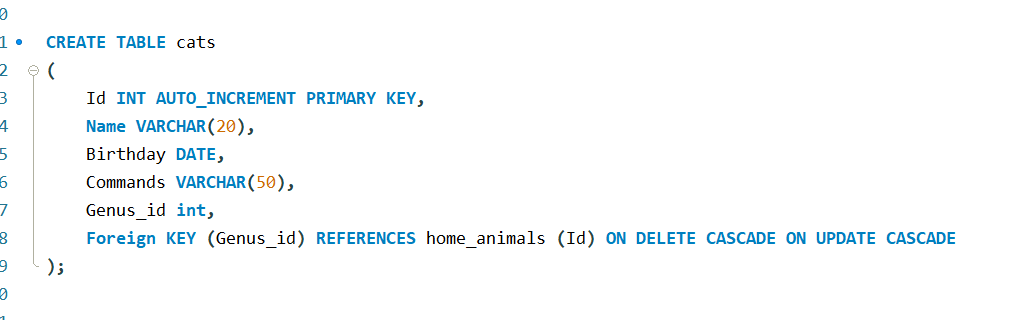 0
1 CREATE TABLE cats
2 (
3 Id INT AUTO_INCREMENT PRIMARY KEY,
4 Name VARCHAR(20),
5 Birthday DATE,
6 Commands VARCHAR(50),
7 Genus_id int,
8 Foreign KEY (Genus_id) REFERENCES home_animals (Id) ON DELETE CASCADE ON UPDATE CASCADE
9 );
0